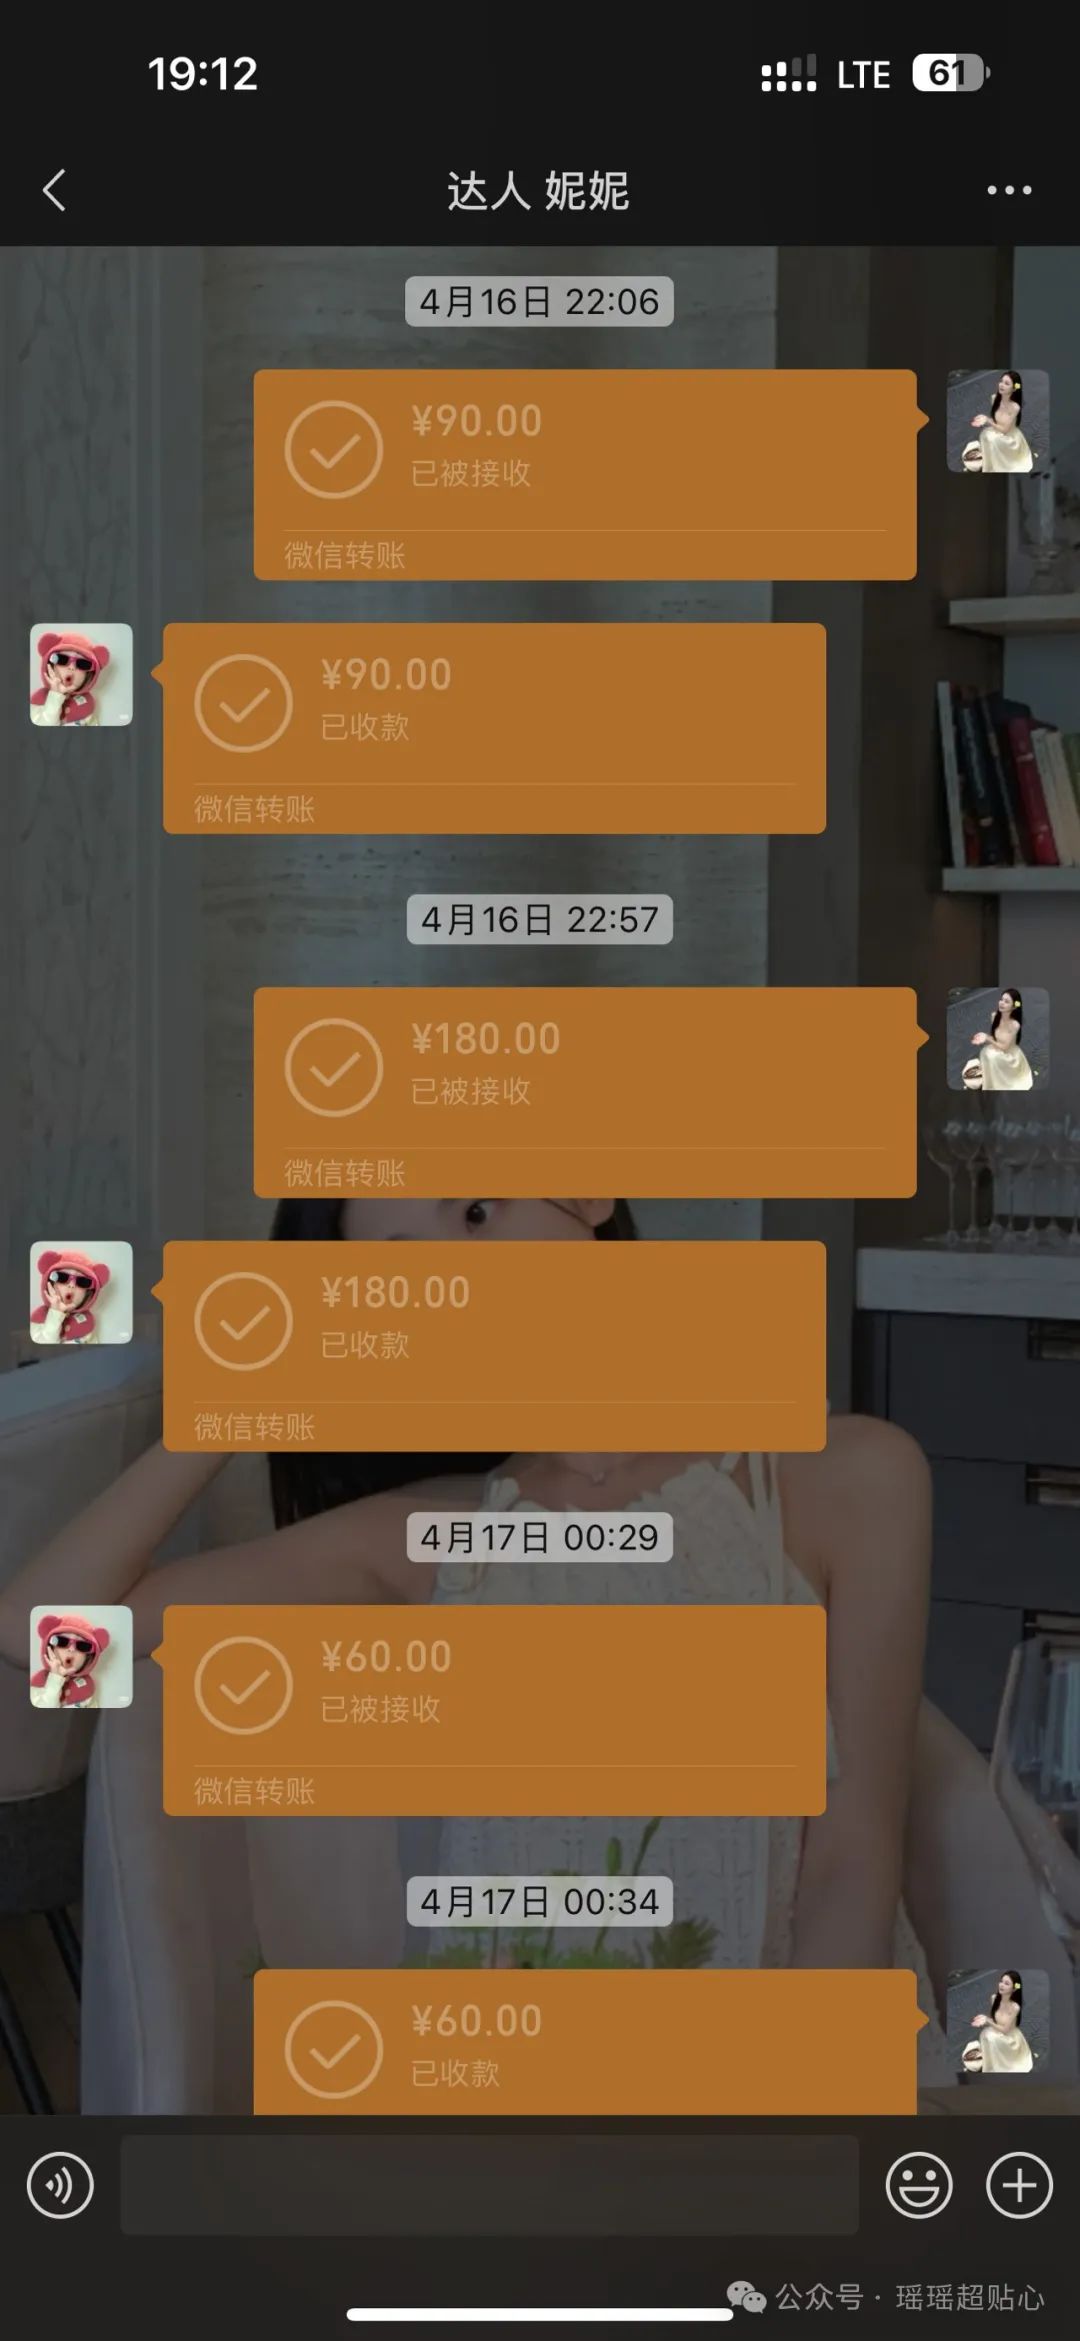 19:12
LTE 61
达人 妮妮
4月16日 22:06
¥90.00
已被接收
微信转账
¥90.00
已收款
微信转账
4月16日 22:57
¥180.00
已被接收
微信转账
¥180.00
已收款
微信转账
4月17日 00:29
¥60.00
已被接收
微信转账
4月17日 00:34
¥60.00
已收款
公众号 · 瑶瑶超贴心